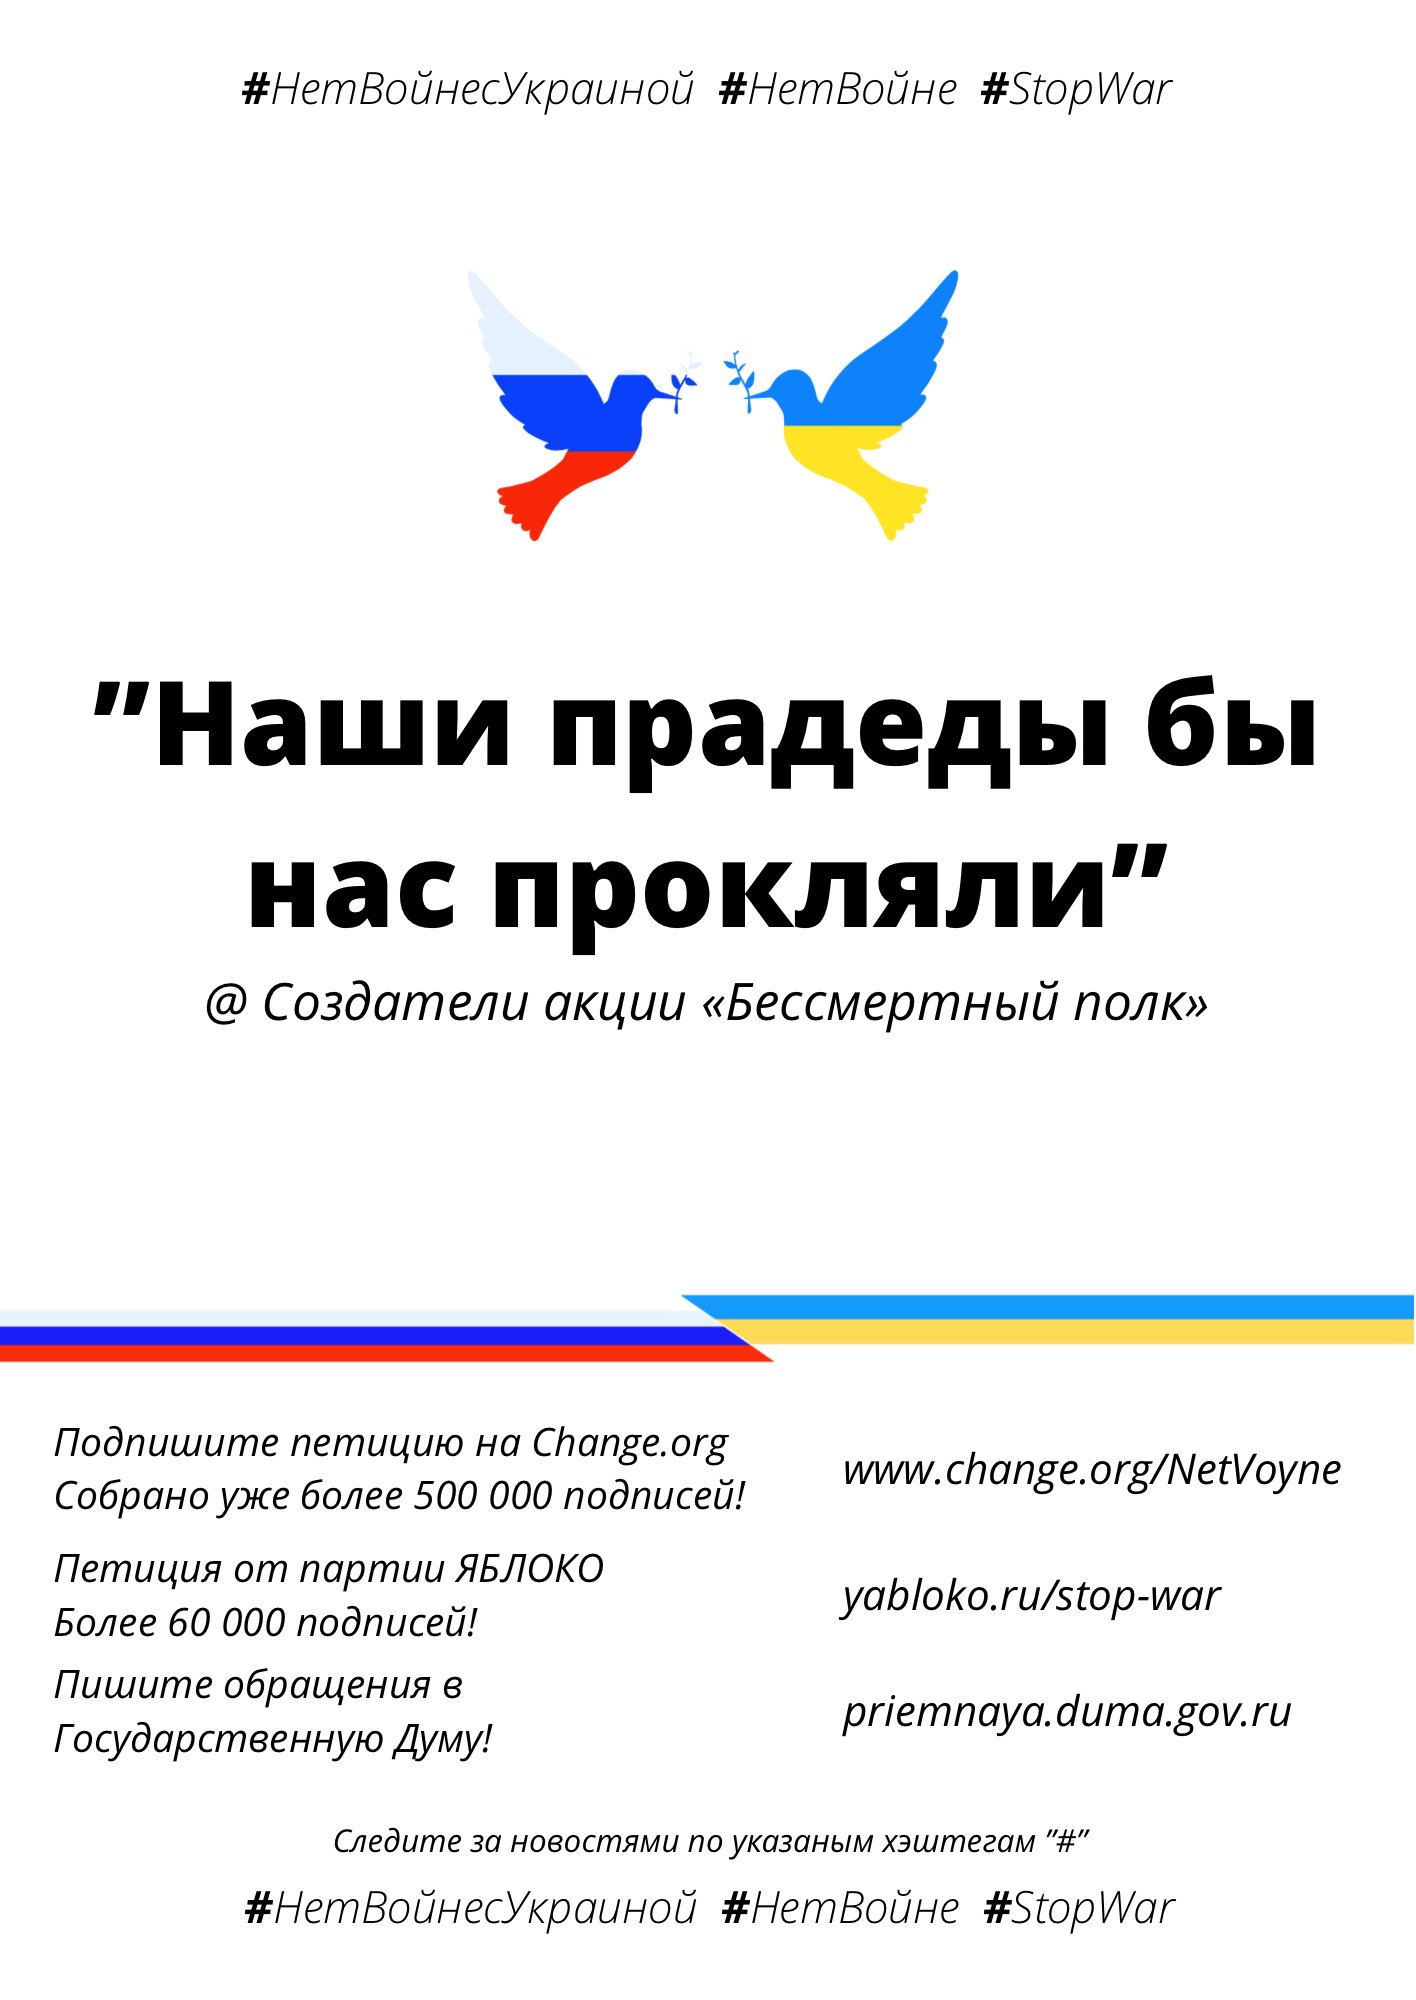 #НетВойнесУкраиной #НетВойне #StopWar
”Наши прадеды бы
нас прокляли”
@ Создатели акции «Бессмертный полк»
Подпишите петицию на Change.org
Собрано уже более 500 000 подписей!
www.change.org/NetVoyne
Петиция от партии ЯБЛОКО
Более 60 000 подписей!
yabloko.ru/stop-war
Пишите обращения в
Государственную Думу!
priemnaya.duma.gov.ru
Следите за новостями по указаным хэштегам ”#”
#НетВойнесУкраиной #НетВойне #StopWar